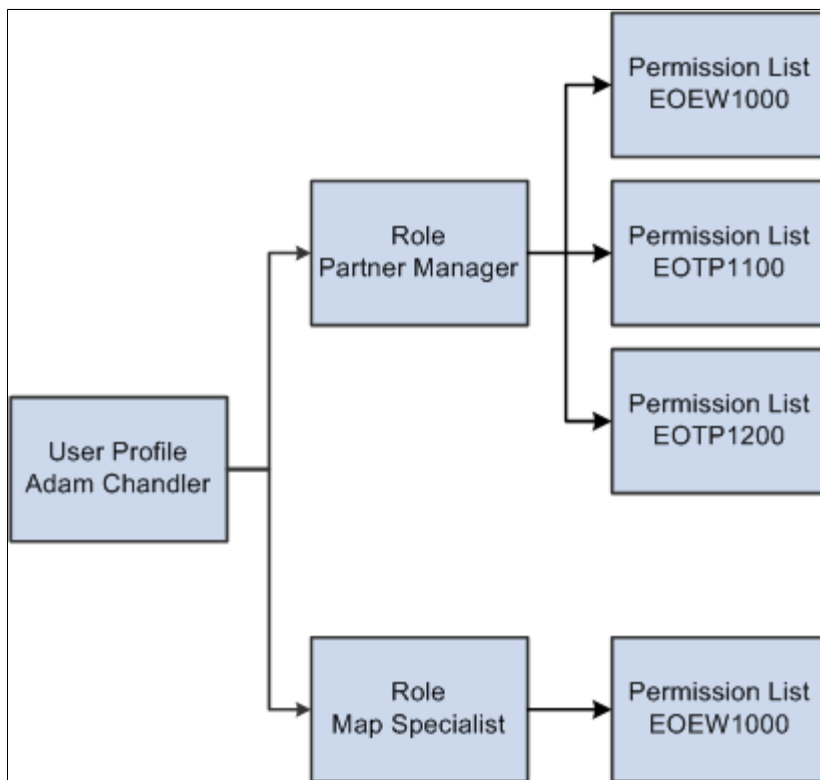 Permission List
EOEW1000
Role
Partner Manager
Permission List
EOTP1100
Permission List
EOTP1200
User Profile
Adam Chandler
Role
Map Specialist
Permission List
EOEW1000